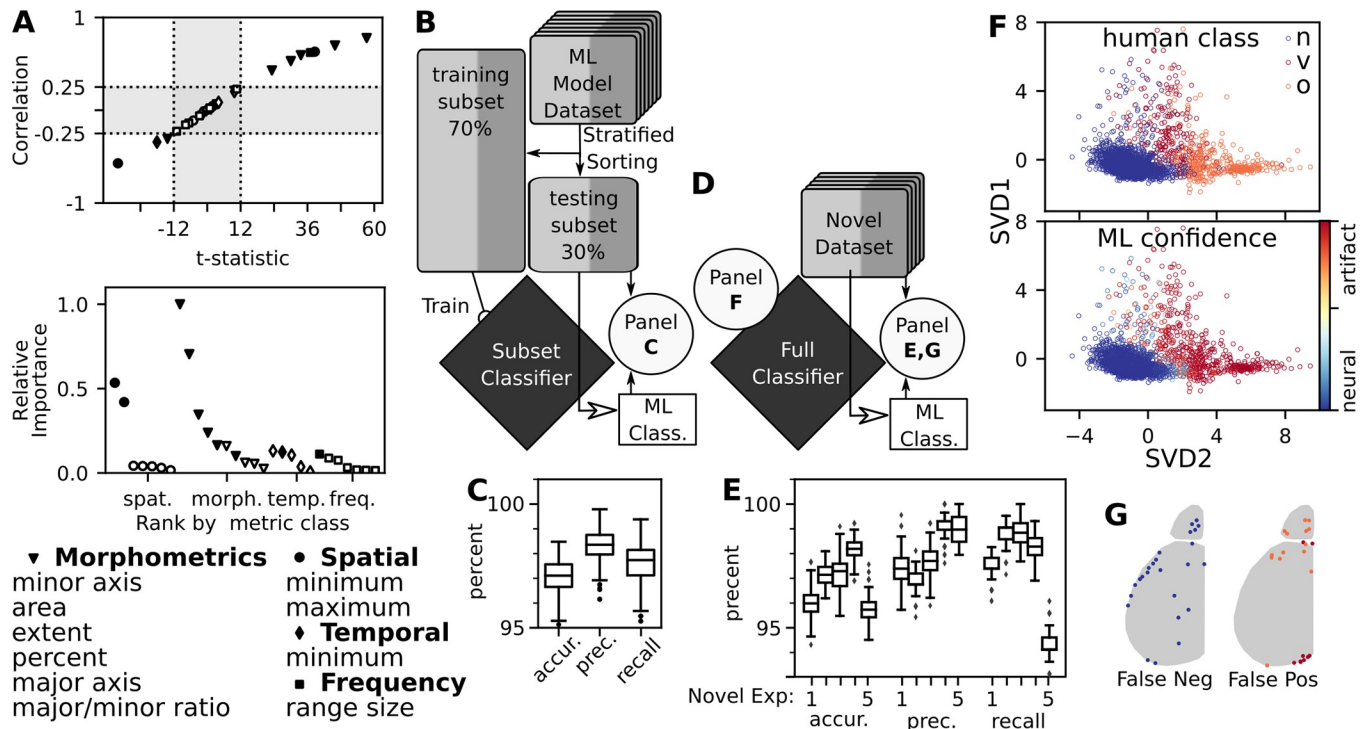 A
Correlation
1
0.25
-0.25
-1
-12
12
36
60
t-statistic
Relative
Importance
1.0
0.5
0.0
spat.
morph.
temp.
freq.
Rank by metric class
▼ Morphometrics
minor axis
area
extent
percent
major axis
major/minor ratio
● Spatial
minimum
maximum
♦ Temporal
minimum
■ Frequency
range size
B
training
subset
70%
ML
Model
Dataset
Stratified
Sorting
testing
subset
30%
Train
Subset
Classifier
Panel
C
ML
Class.
C
percent
100
95
accur.
prec.
recall
D
Novel
Dataset
Panel
F
Full
Classifier
Panel
E,G
ML
Class.
E
precent
100
95
Novel Exp:
1
5
1
5
1
5
accur.
prec.
recall
F
human class
n
v
o
8
4
0
SVD1
ML confidence
8
4
0
-4
0
4
8
SVD2
artifact
neural
G
False Neg
False Pos